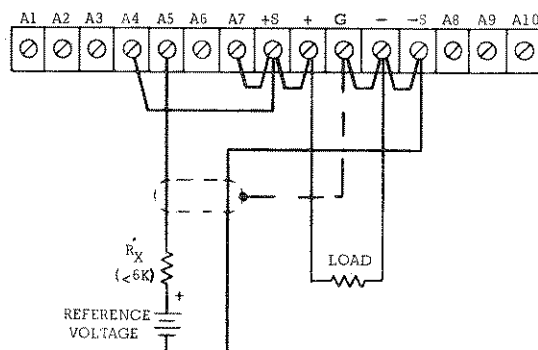 A1 A2 A3 A4 A5 A6 A7 +S + G − −S A8 A9 A10
R'X
(<6K)
LOAD
+
REFERENCE
VOLTAGE